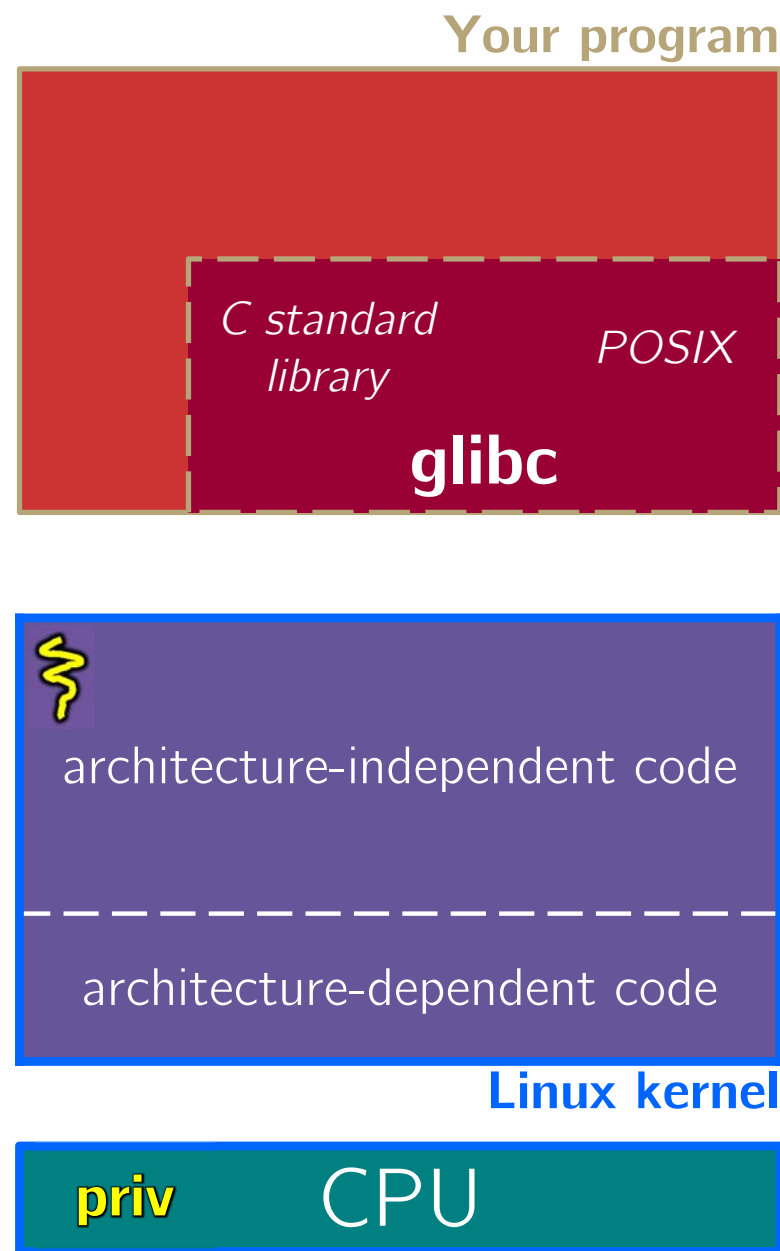 Your program
C standard
library
POSIX
glibc
architecture-independent code
architecture-dependent code
Linux kernel
priv
CPU